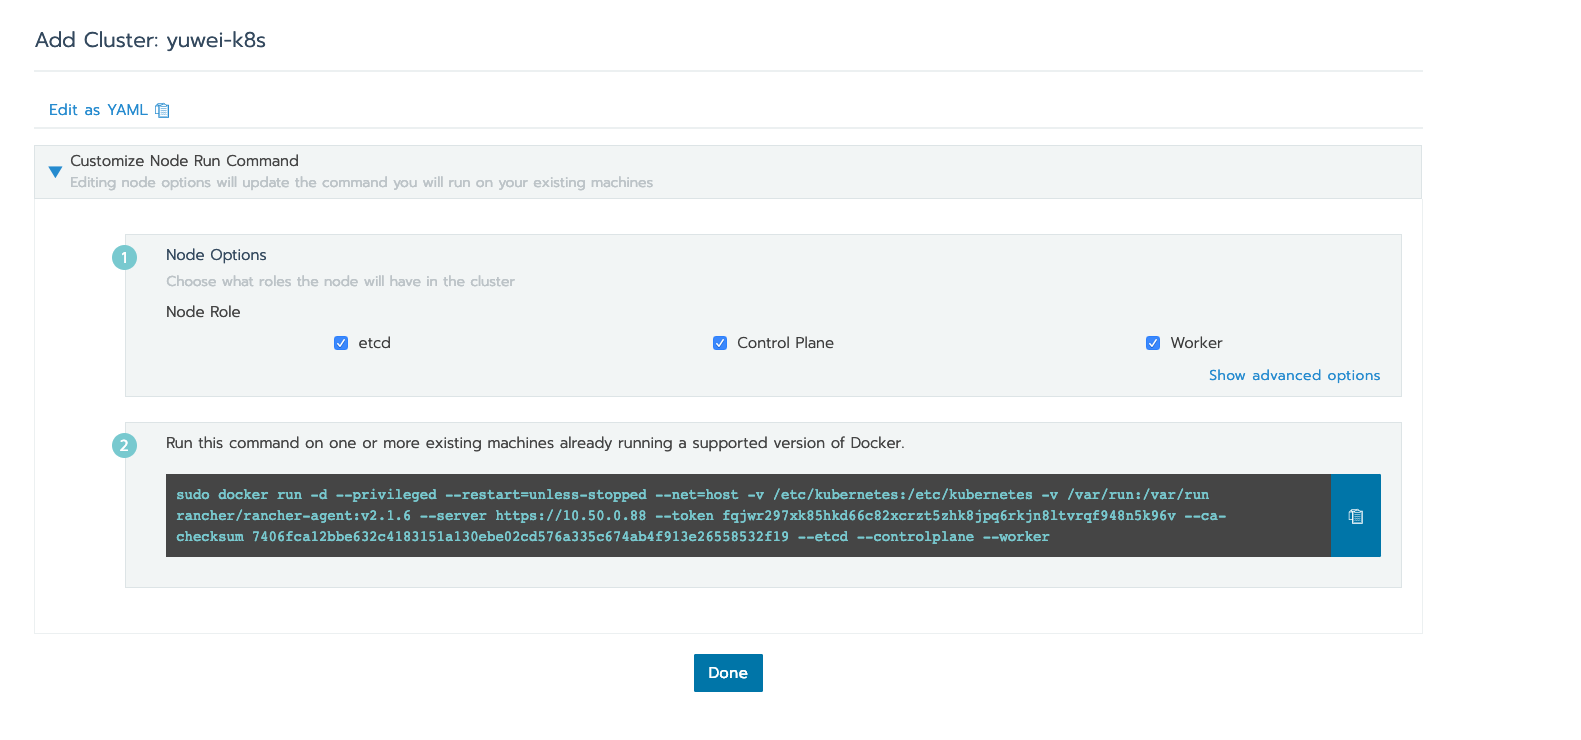 Add Cluster: yuwei-k8s
Edit as YAML
Customize Node Run Command
Editing node options will update the command you will run on your existing machines
1
Node Options
Choose what roles the node will have in the cluster
Node Role
etcd
Control Plane
Worker
Show advanced options
2
Run this command on one or more existing machines already running a supported version of Docker.
sudo docker run -d --privileged --restart=unless-stopped --net=host -v /etc/kubernetes:/etc/kubernetes -v /var/run:/var/run
rancher/rancher-agent:v2.1.6 --server https://10.50.0.88 --token fqjwr297xk85hkd66c82xcrzt5zhk8jpq6rkjn8ltvrqf948n5k96v --ca-
checksum 7406fca12bbe632c4183151a130ebe02cd576a335c674ab4f913e26558532f19 --etcd --controlplane --worker
Done